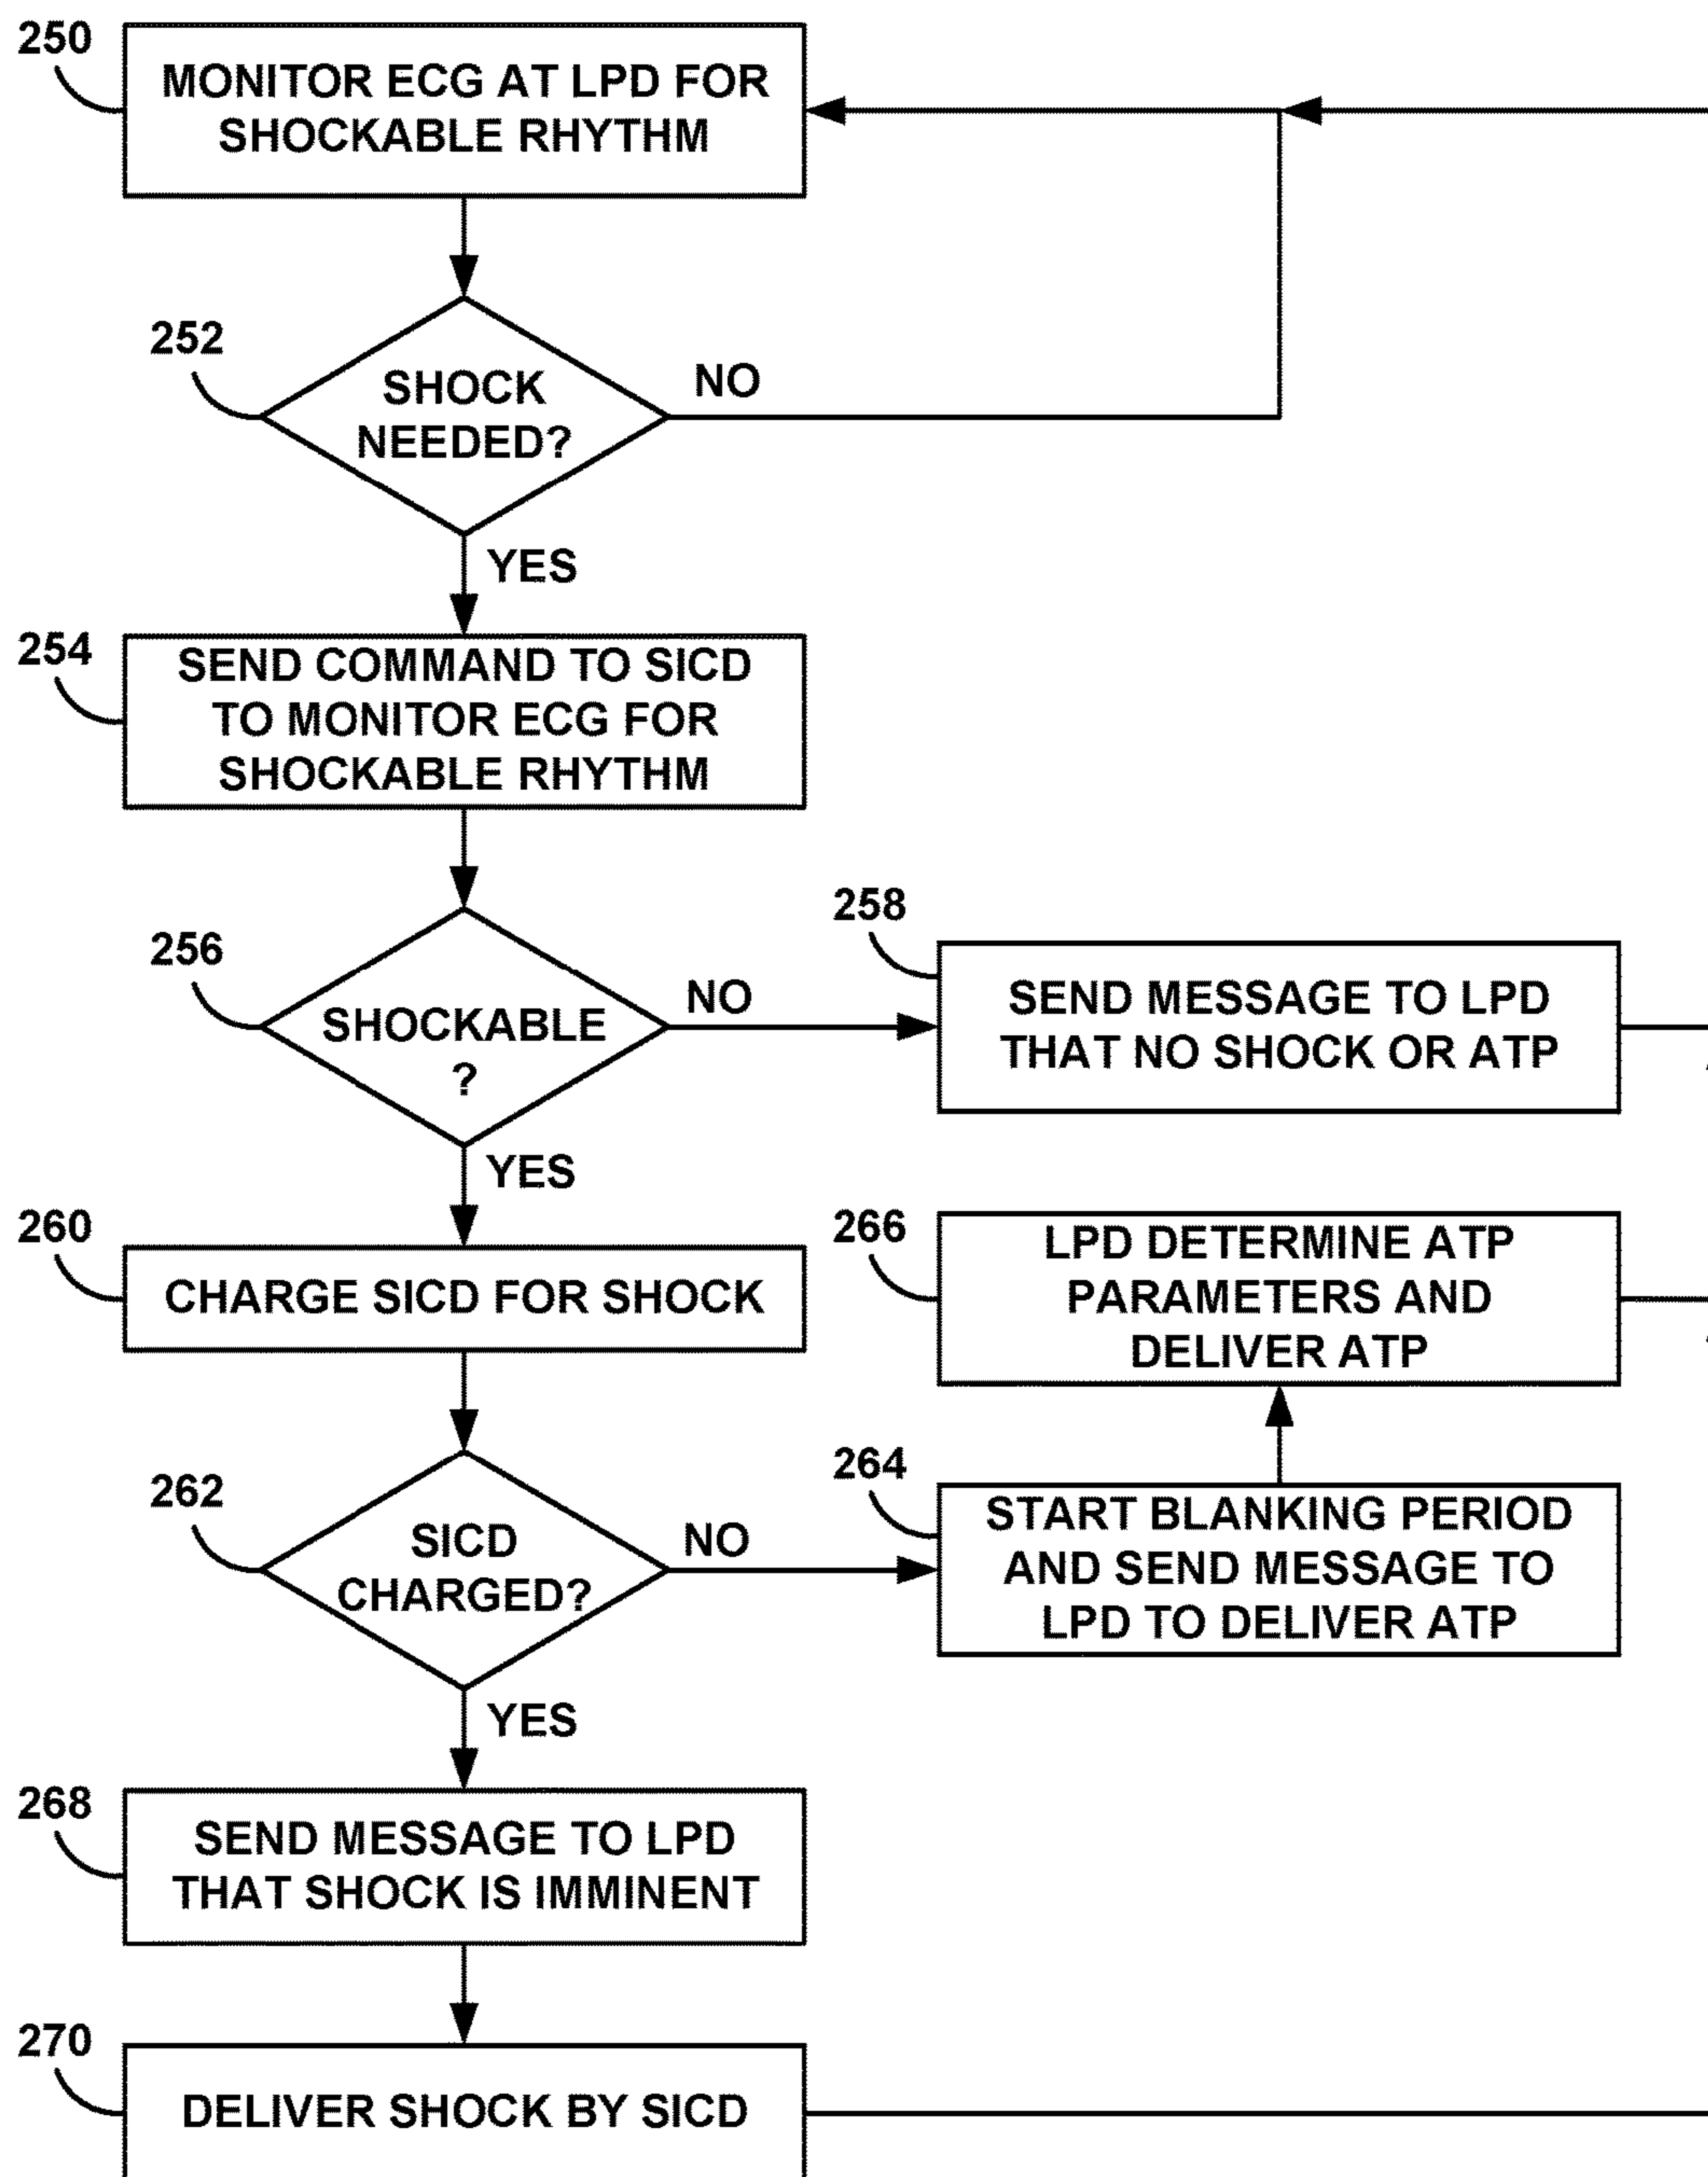 250
MONITOR ECG AT LPD FOR
SHOCKABLE RHYTHM
252
SHOCK
NEEDED?
NO
YES
254
SEND COMMAND TO SICD
TO MONITOR ECG FOR
SHOCKABLE RHYTHM
256
SHOCKABLE
?
NO
258
SEND MESSAGE TO LPD
THAT NO SHOCK OR ATP
YES
260
CHARGE SICD FOR SHOCK
266
LPD DETERMINE ATP
PARAMETERS AND
DELIVER ATP
262
SICD
CHARGED?
NO
264
START BLANKING PERIOD
AND SEND MESSAGE TO
LPD TO DELIVER ATP
YES
268
SEND MESSAGE TO LPD
THAT SHOCK IS IMMINENT
270
DELIVER SHOCK BY SICD